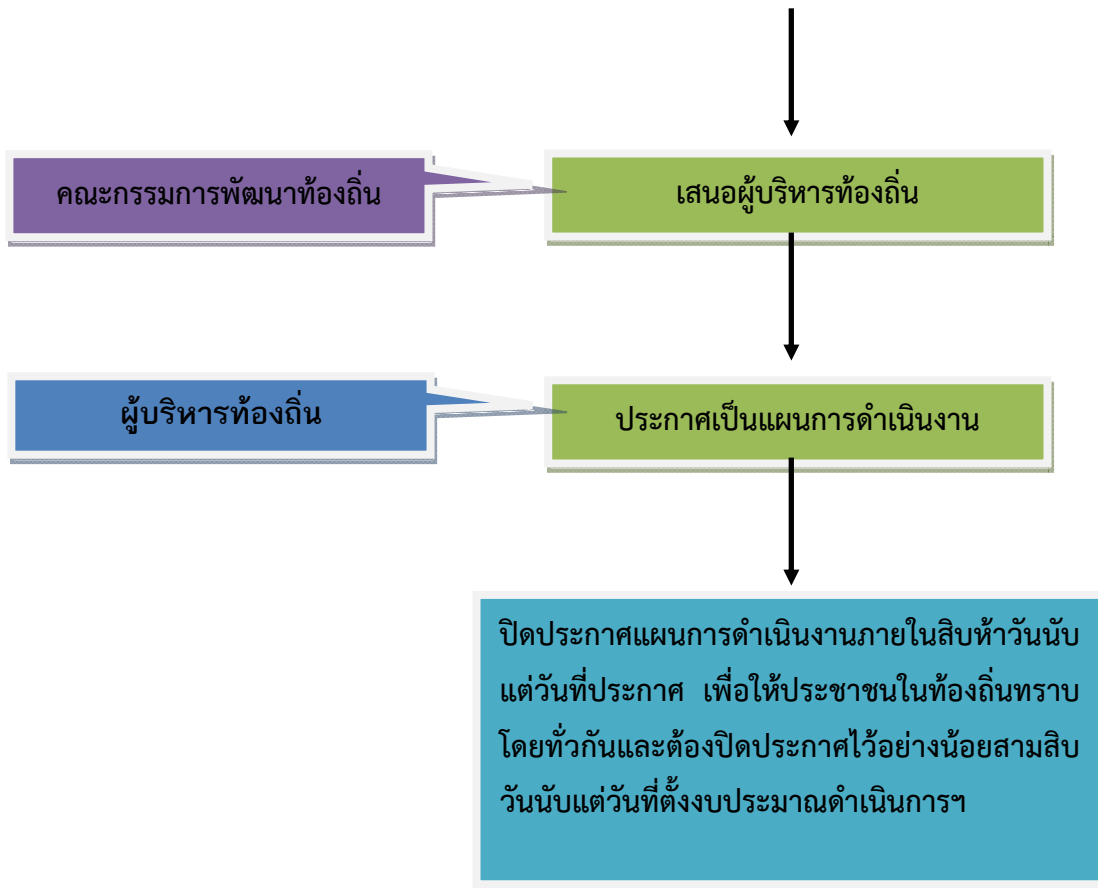 คณะกรรมการพัฒนาท้องถิ่น
เสนอผู้บริหารท้องถิ่น
ผู้บริหารท้องถิ่น
ประกาศเป็นแผนการดำเนินงาน
ปิดประกาศแผนการดำเนินงานภายในสิบห้าวันนับ
แต่วันที่ประกาศ เพื่อให้ประชาชนในท้องถิ่นทราบ
โดยทั่วกันและต้องปิดประกาศไว้อย่างน้อยสามสิบ
วันนับแต่วันที่ตั้งงบประมาณดำเนินการฯ